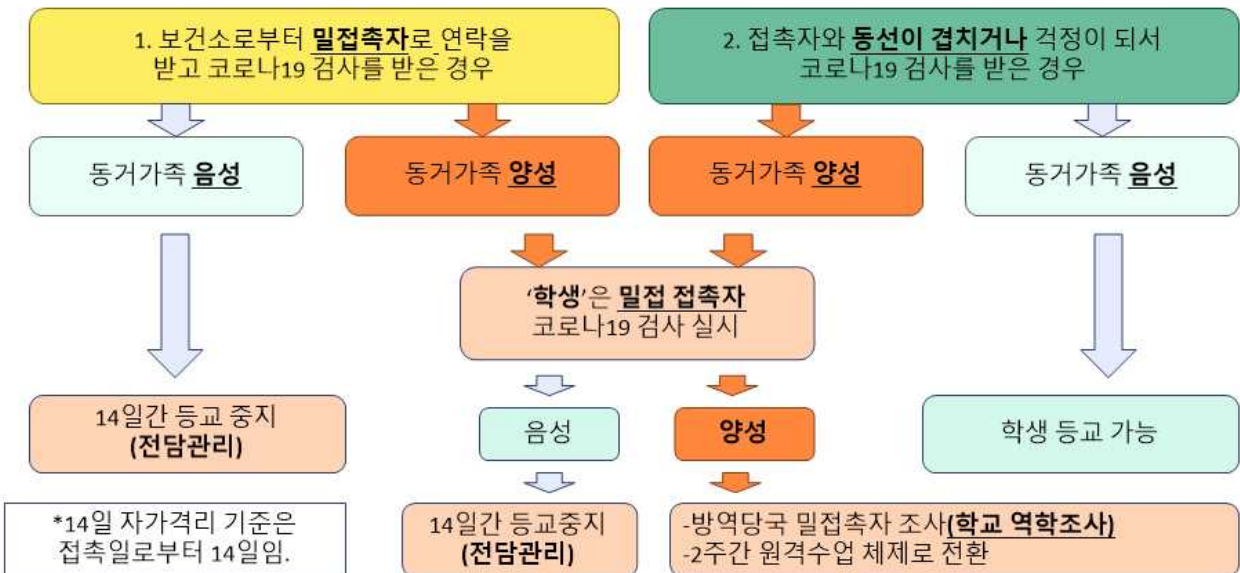 1. 보건소로부터 밀접촉자로 연락을
받고 코로나19 검사를 받은 경우
2. 접촉자와 동선이 겹치거나 걱정이 되서
코로나19 검사를 받은 경우
동거가족 음성
동거가족 양성
동거가족 양성
동거가족 음성
‘학생’은 밀접 접촉자
코로나19 검사 실시
14일간 등교 중지
(전담관리)
음성
양성
학생 등교 가능
*14일 자가격리 기준은
접촉일로부터 14일임.
14일간 등교중지
(전담관리)
-방역당국 밀접촉자 조사(학교 역학조사)
-2주간 원격수업 체제로 전환